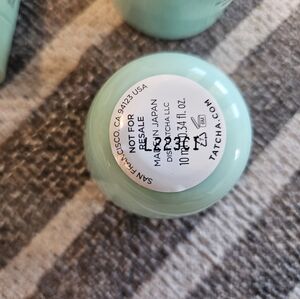 SAN FRANCISCO, CA 94123 USA
NOT FOR
RESALE
MADE IN JAPAN
DIST. TATCHA LLC
10 ml 0.34 fl. oz.
TATCHA.COM